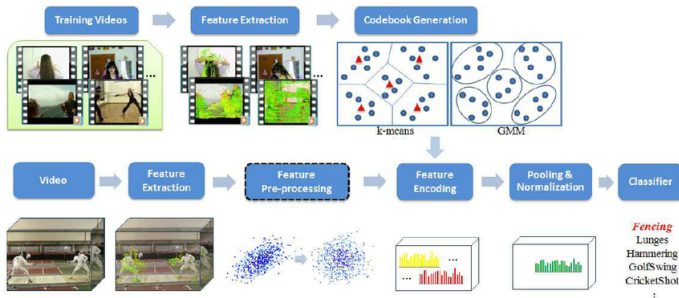 Training Videos
Feature Extraction
Codebook Generation
...
...
k-means
GMM
Video
Feature
Extraction
Feature
Pre-processing
Feature
Encoding
Pooling &
Normalization
Classifier
...
...
Fencing
Lunges
Hammering
GolfSwing
CricketShot
: